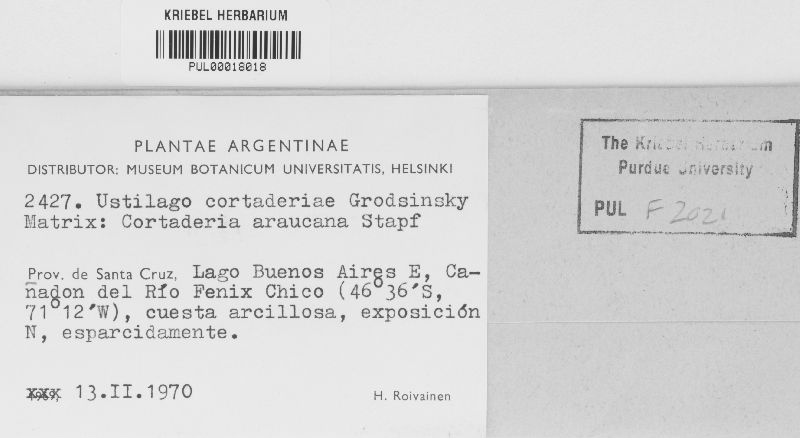 KRIEBEL HERBARIUM
PUL00018018
The Kriebel Herbarium
Purdue University
PUL F 2021
PLANTAE ARGENTINAE
DISTRIBUTOR: MUSEUM BOTANICUM UNIVERSITATIS, HELSINKI
2427. Ustilago cortaderiae Grodsinsky
Matrix: Cortaderia araucana Stapf
Prov. de Santa Cruz, Lago Buenos Aires E, Ca-
ñadon del Río Fenix Chico (46°36′S,
71°12′W), cuesta arcillosa, exposición
N, esparcidamente.
13.II.1970
H. Roivainen